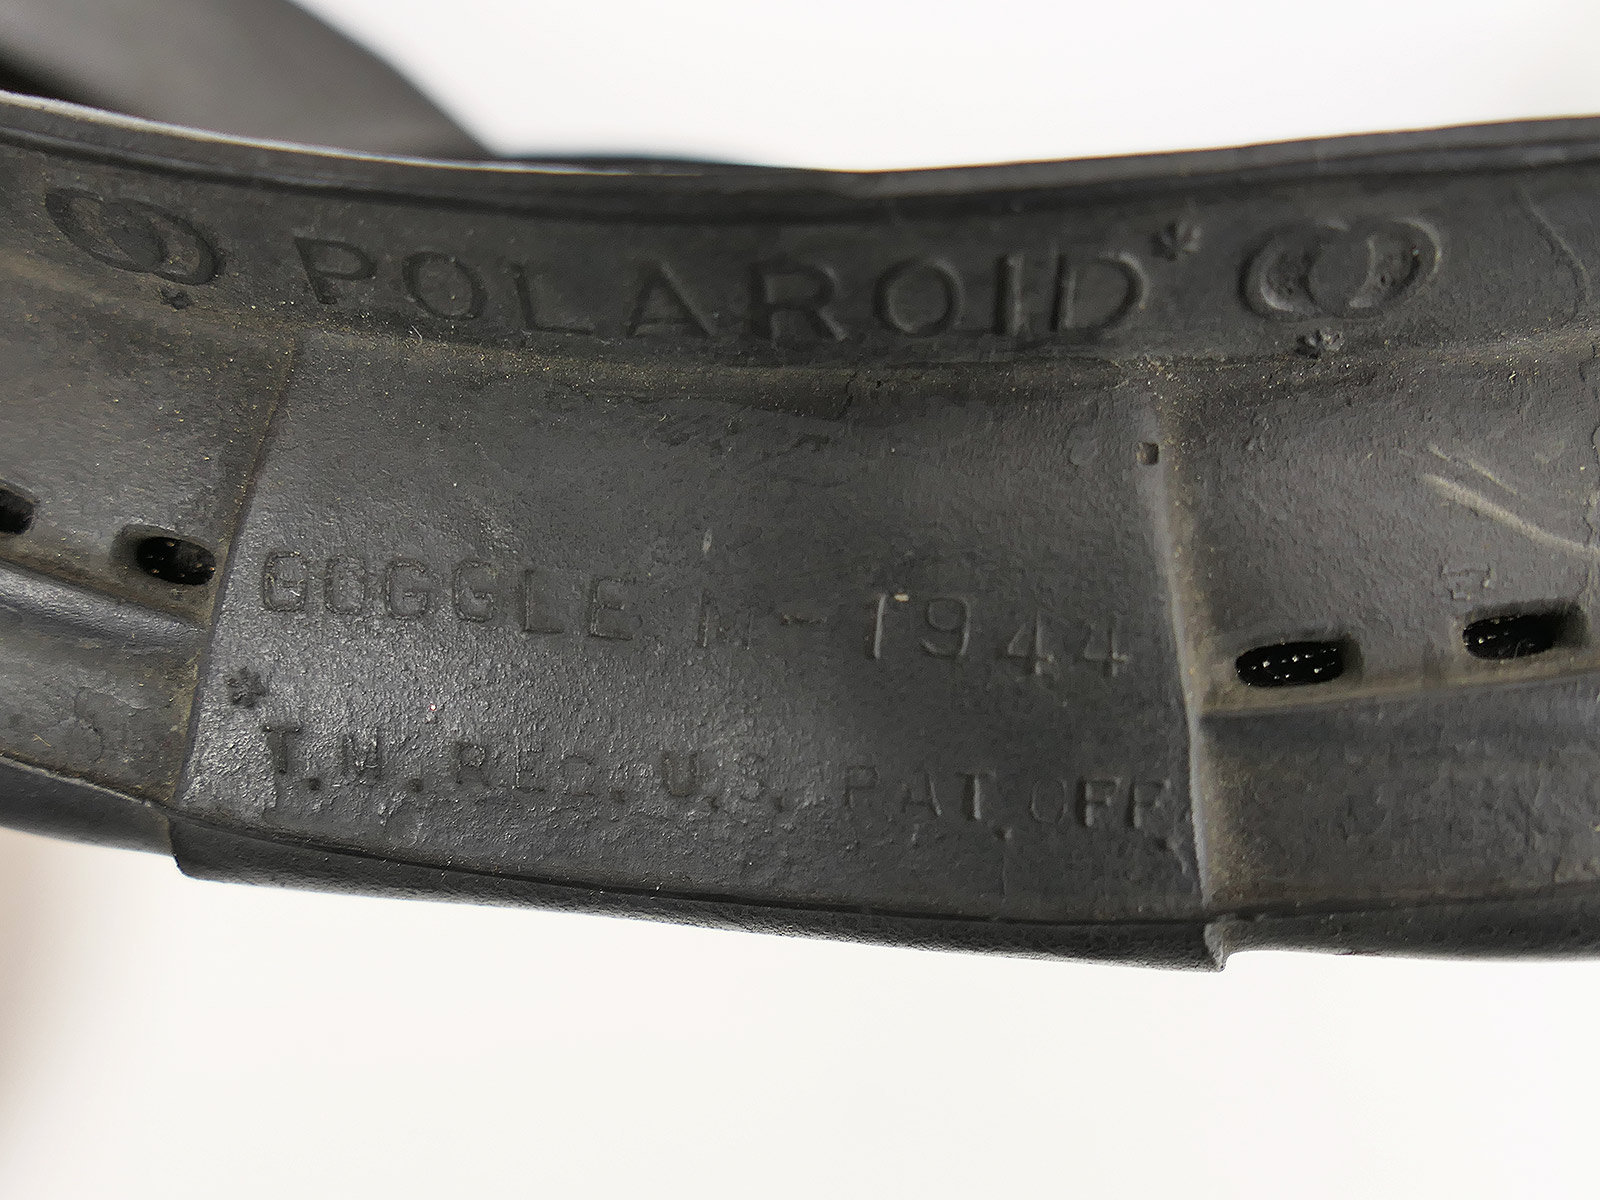 POLAROID*
GOGGLE M-1944
*
T.M. REG. U.S. PAT. OFF.